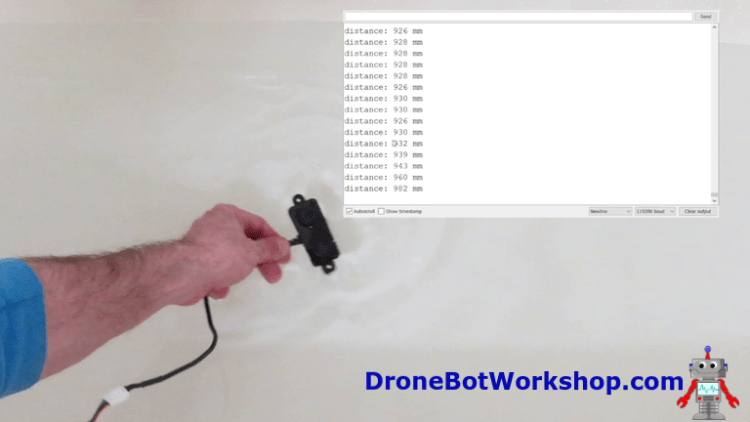 Send
distance: 926 mm
distance: 928 mm
distance: 928 mm
distance: 928 mm
distance: 928 mm
distance: 926 mm
distance: 930 mm
distance: 930 mm
distance: 926 mm
distance: 930 mm
distance: 932 mm
distance: 939 mm
distance: 943 mm
distance: 960 mm
distance: 982 mm
Autoscroll Show timestamp Newline 115200 baud Clear output
DroneBotWorkshop.com